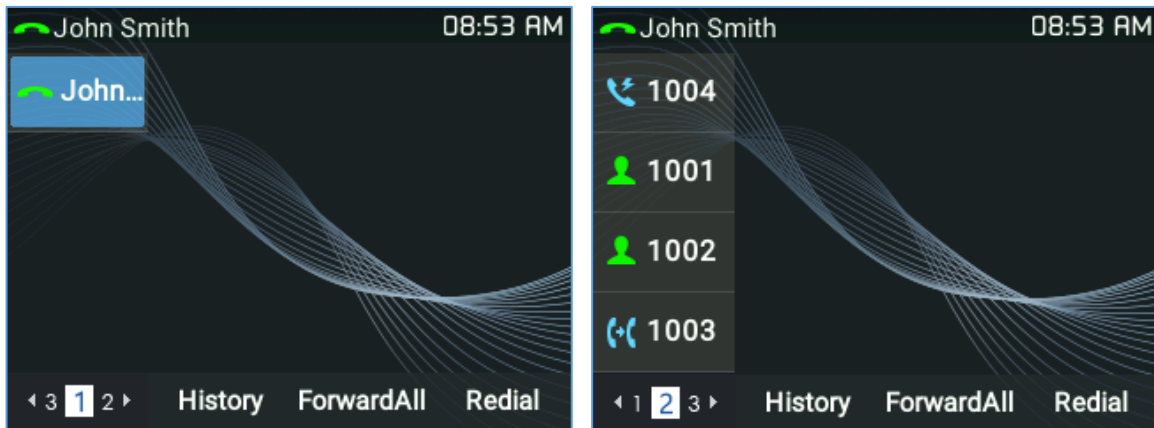 John Smith 08:53 AM
John...
3 1 2 History ForwardAll Redial
John Smith 08:53 AM
1004
1001
1002
1003
1 2 3 History ForwardAll Redial